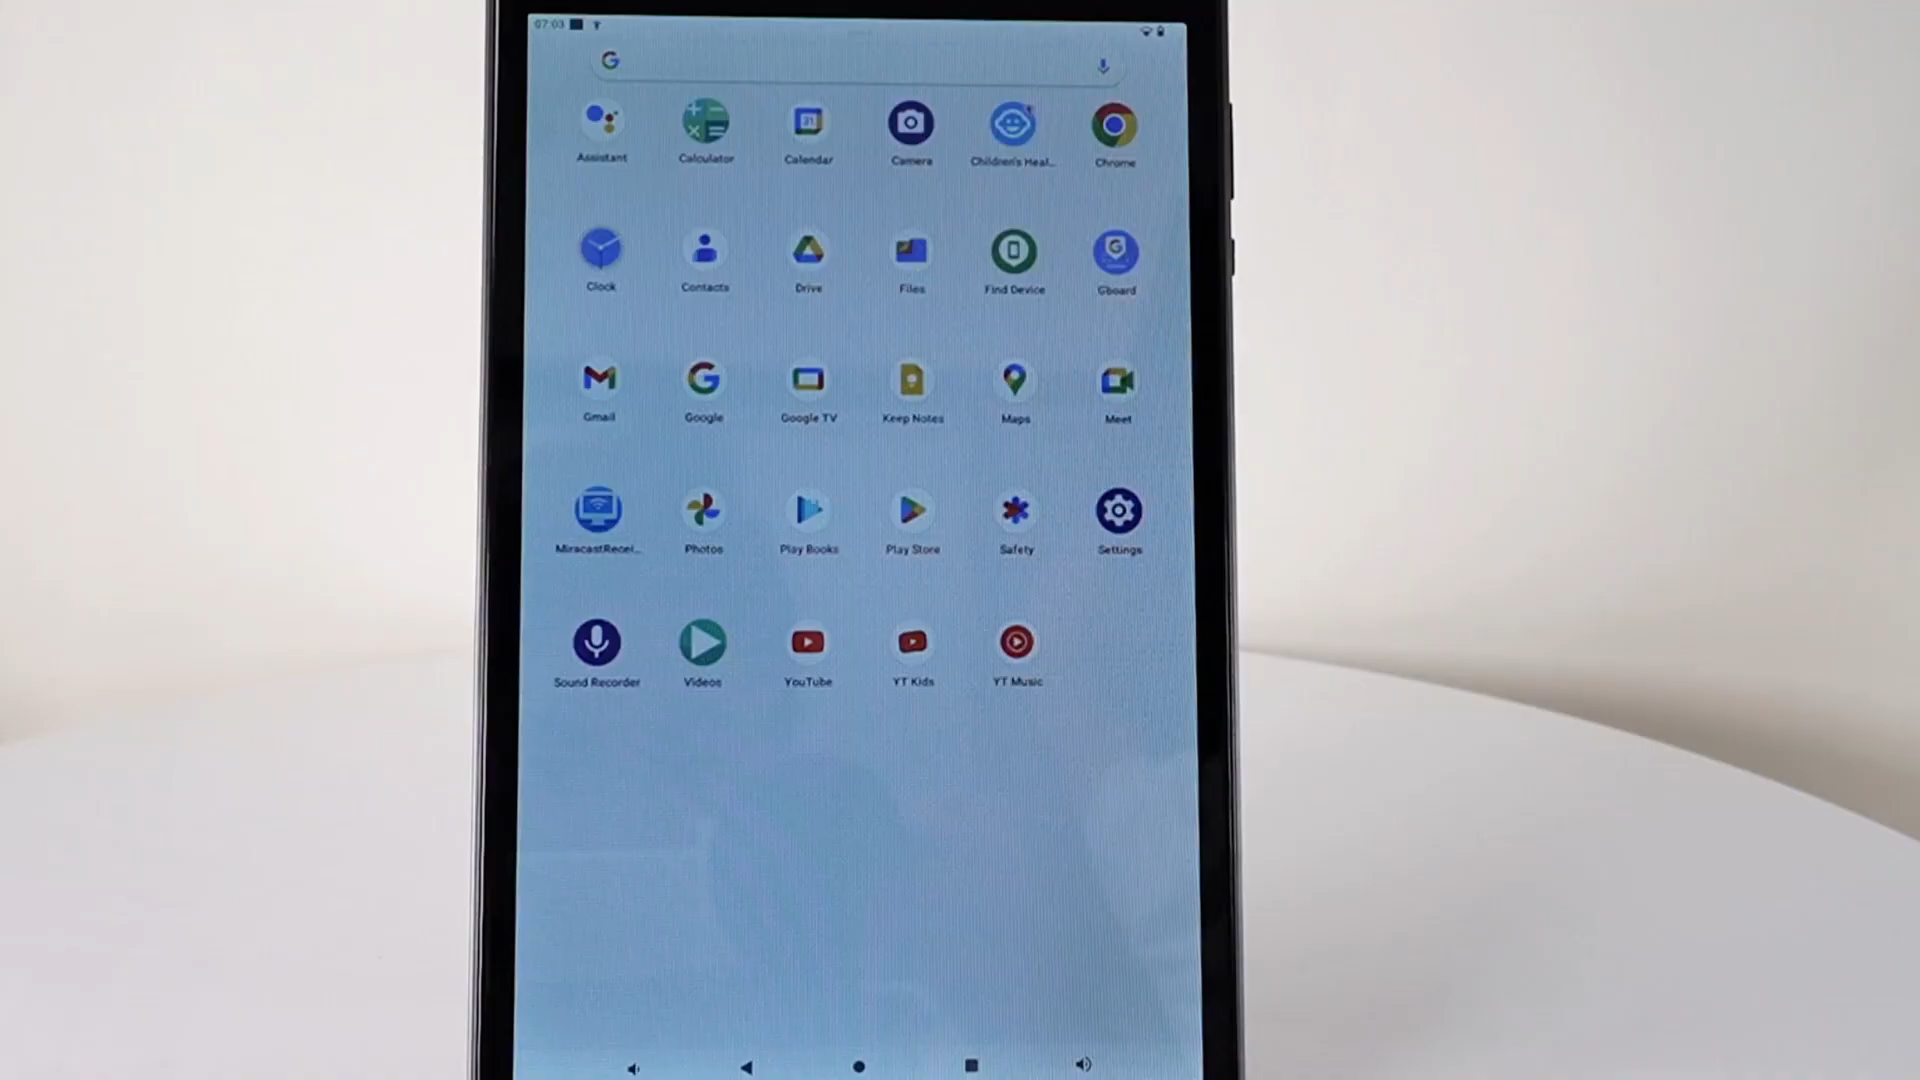 07:03
G
Assistant Calculator Calendar Camera Children's Heal... Chrome
Clock Contacts Drive Files Find Device Gboard
Gmail Google Google TV Keep Notes Maps Meet
MiracastRecei... Photos Play Books Play Store Safety Settings
Sound Recorder Videos YouTube YT Kids YT Music